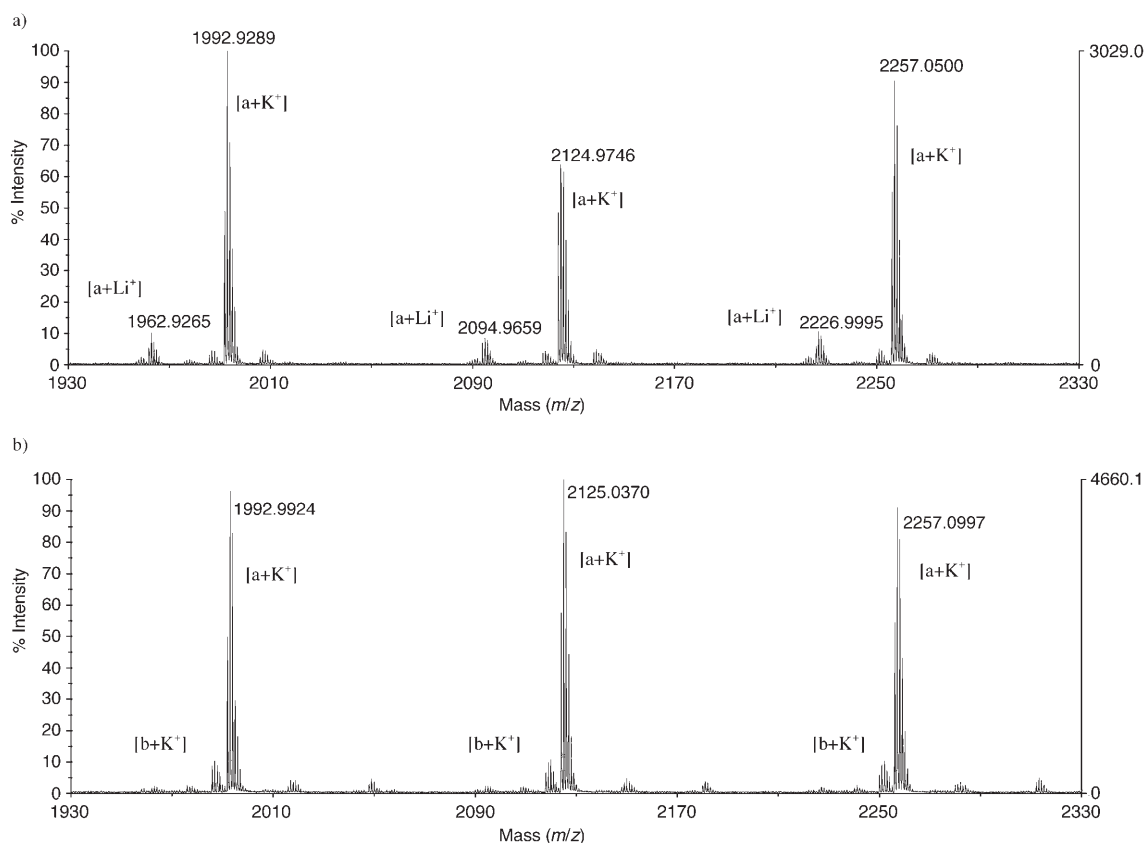 a)
1992.9289
100
3029.0
2257.0500
90
[a+K+]
80
70
2124.9746
[a+K+]
60
[a+K+]
50
% Intensity
40
30
[a+Li+]
20
[a+Li+]
[a+Li+]
1962.9265
2094.9659
2226.9995
10
0
0
1930
2010
2090
2170
2250
2330
Mass (m/z)
b)
100
4660.1
2125.0370
1992.9924
2257.0997
90
80
[a+K+]
[a+K+]
[a+K+]
70
60
50
% Intensity
40
30
20
[b+K+]
[b+K+]
[b+K+]
10
0
0
1930
2010
2090
2170
2250
2330
Mass (m/z)